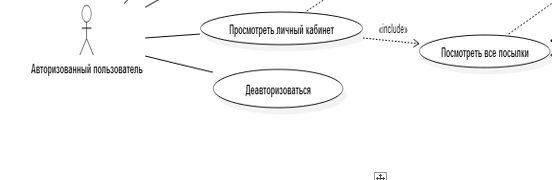 Просмотреть личный кабинет
«include»
Посмотреть все посылки
Авторизованный пользователь
Деавторизоваться